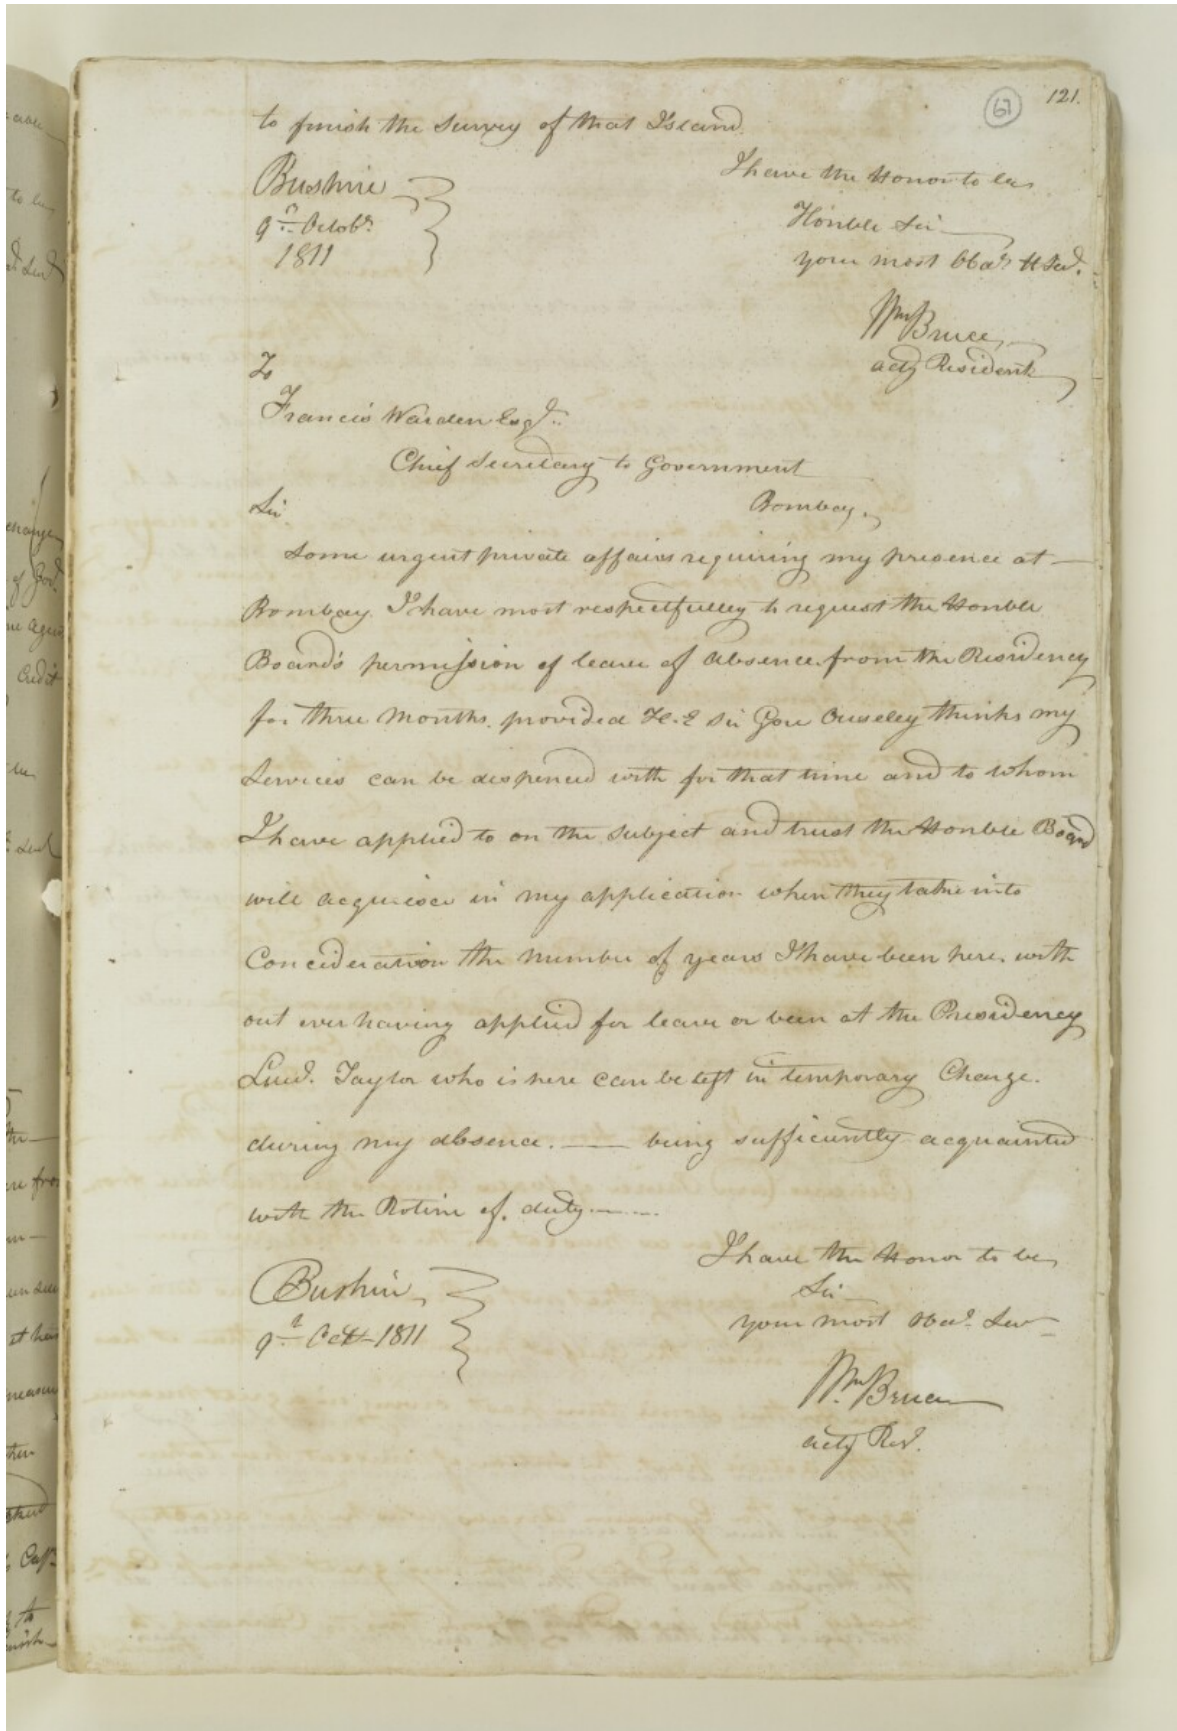 121.
61
to finish the Survey of that Island.
I have the Honor to be
Bushire
Honble Sir
9th Octobr.
your most Obdt. H Servt.
1811
Wm Bruce
actg Resident
To
Francis Warden Esqr.
Chief Secretary to Government
Bombay.
Sir
Some urgent private affairs requiring my presence at
Bombay. I have most respectfulley to request the Honble
Board's permission of leave of absence from the Residency
for three Months. provided H.E Sir Gore Ouseley thinks my
Services can be dispenced with for that time and to whom
I have applied to on the subject and trust the Honble Board
will acquiesce in my application when they take into
Concideration the Number of years I have been here with
out ever having applied for leave or been at the Presidency
Lieut. Taylor who is here can be left in temporary Charge.
during my absence. — being sufficiently acquainted
with the Rotine of duty.
I have the Honor to be
Bushire
Sir
9th Oct 1811
your most Obdt. Servt
Wm. Bruce
actg Rest.